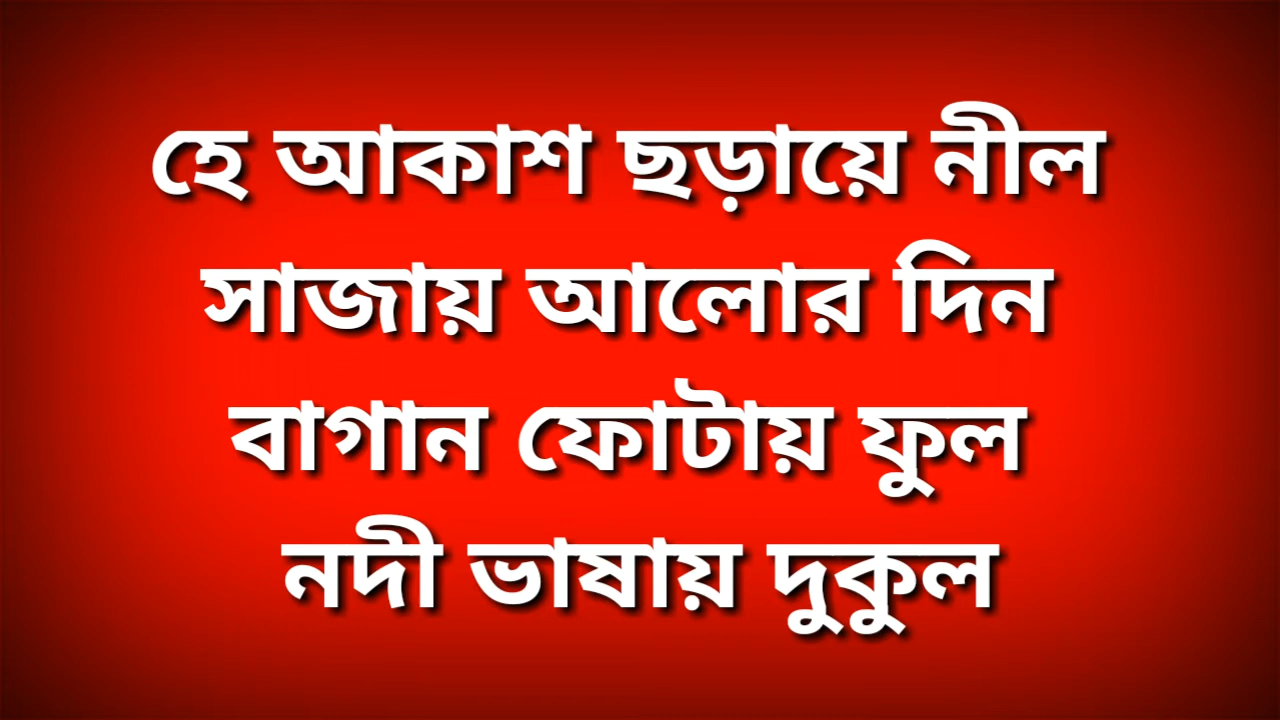 হে আকাশ ছড়ায়ে নীল
সাজায় আলোর দিন
বাগান ফোটায় ফুল
নদী ভাষায় দুকুল